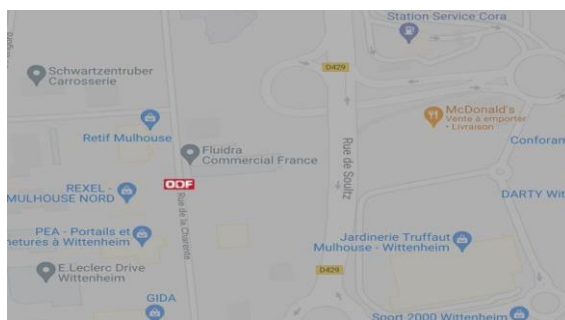 Station Service Cora
D429
Schwartzentruber
Carrosserie
McDonald's
Vente à emporter
• Livraison
Retif Mulhouse
Conforam
Fluidra
Commercial France
Rue de Soultz
ODF
REXEL -
MULHOUSE NORD
DARTY Wit
Rue de la Charente
PEA - Portails et
netures à Wittenheim
Jardinerie Truffaut
Mulhouse - Wittenheim
E.Leclerc Drive
Wittenheim
D429
GIDA
Sport 2000 Wittenheim